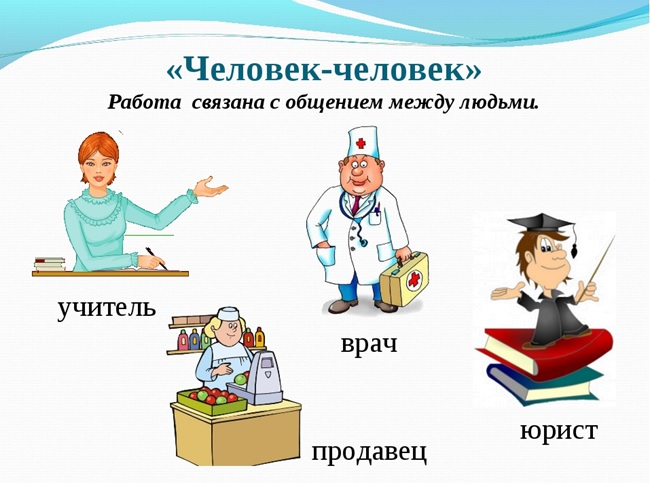 «Человек-человек»
Работа связана с общением между людьми.
учитель
врач
юрист
продавец